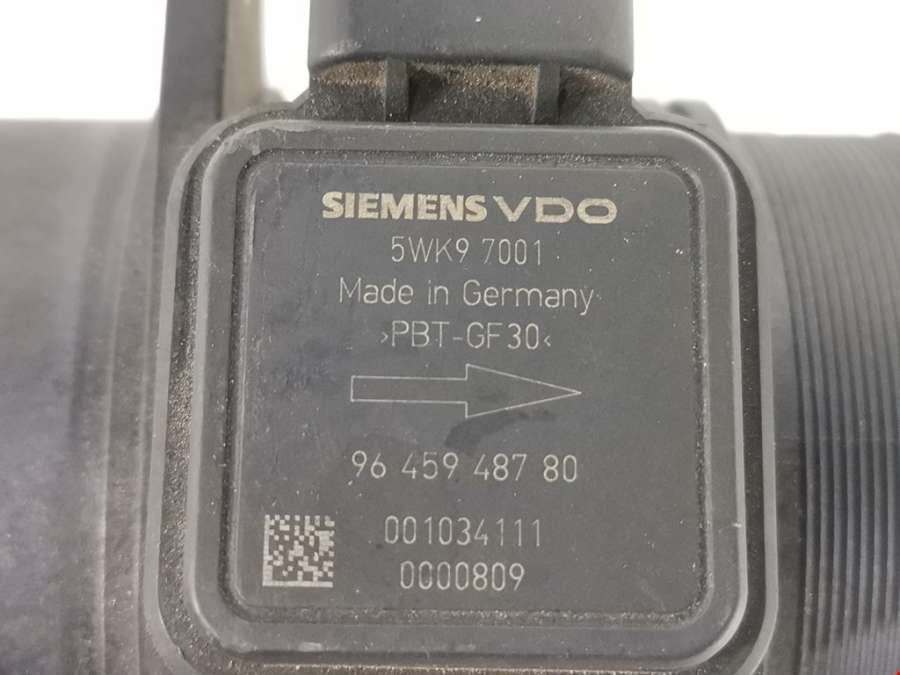 SIEMENS VDO
5WK9 7001
Made in Germany
>PBT-GF30<
96 459 487 80
001034111
0000809